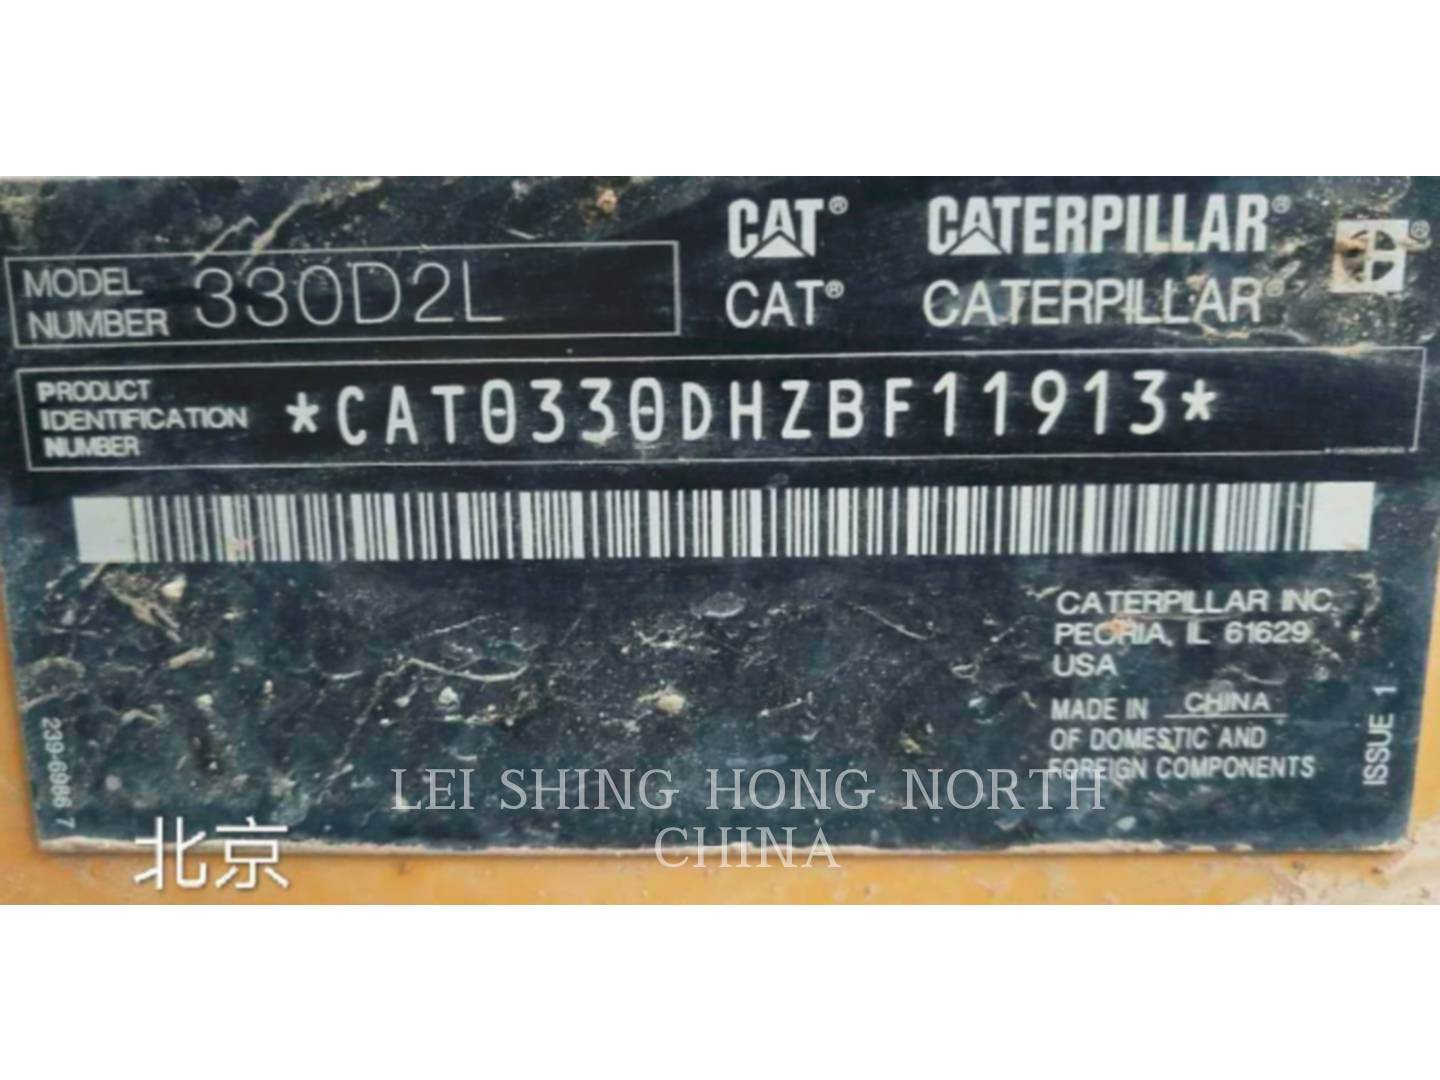 CAT® CATERPILLAR®
CAT® CATERPILLAR®
MODEL
NUMBER 330D2L
PRODUCT
IDENTIFICATION
NUMBER
*CAT0330DHZBF11913*
CATERPILLAR INC.
PEORIA, IL 61629
USA
MADE IN CHINA
OF DOMESTIC AND
FOREIGN COMPONENTS
ISSUE 1
239-6986 7
LEI SHING HONG NORTH
CHINA
北京